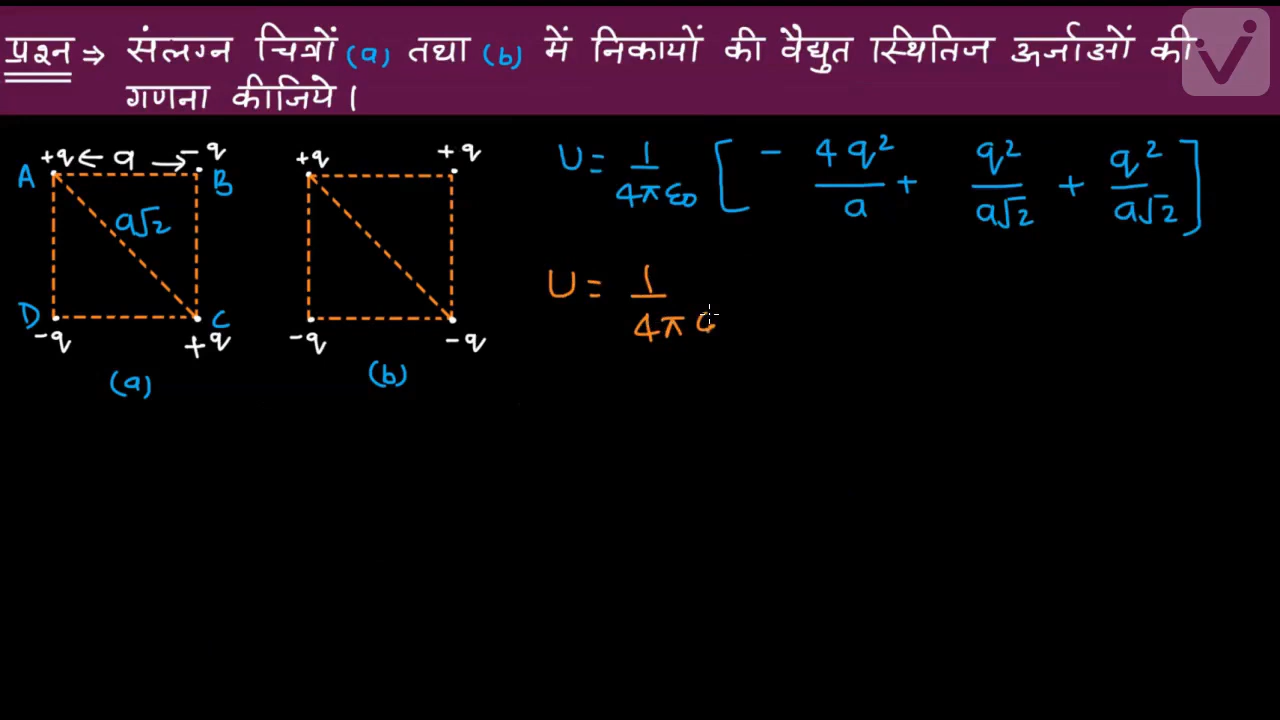 प्रश्न ⇒ संलग्न चित्रों (a) तथा (b) में निकायों की वैद्युत स्थितिज ऊर्जाओं की
गणना कीजिये।
+q ← a → -q
A B
a√2
D C
-q +q
(a)
+q +q
-q -q
(b)
U = 1/4πε0 [ - 4q²/a + q²/a√2 + q²/a√2 ]
U = 1/4π